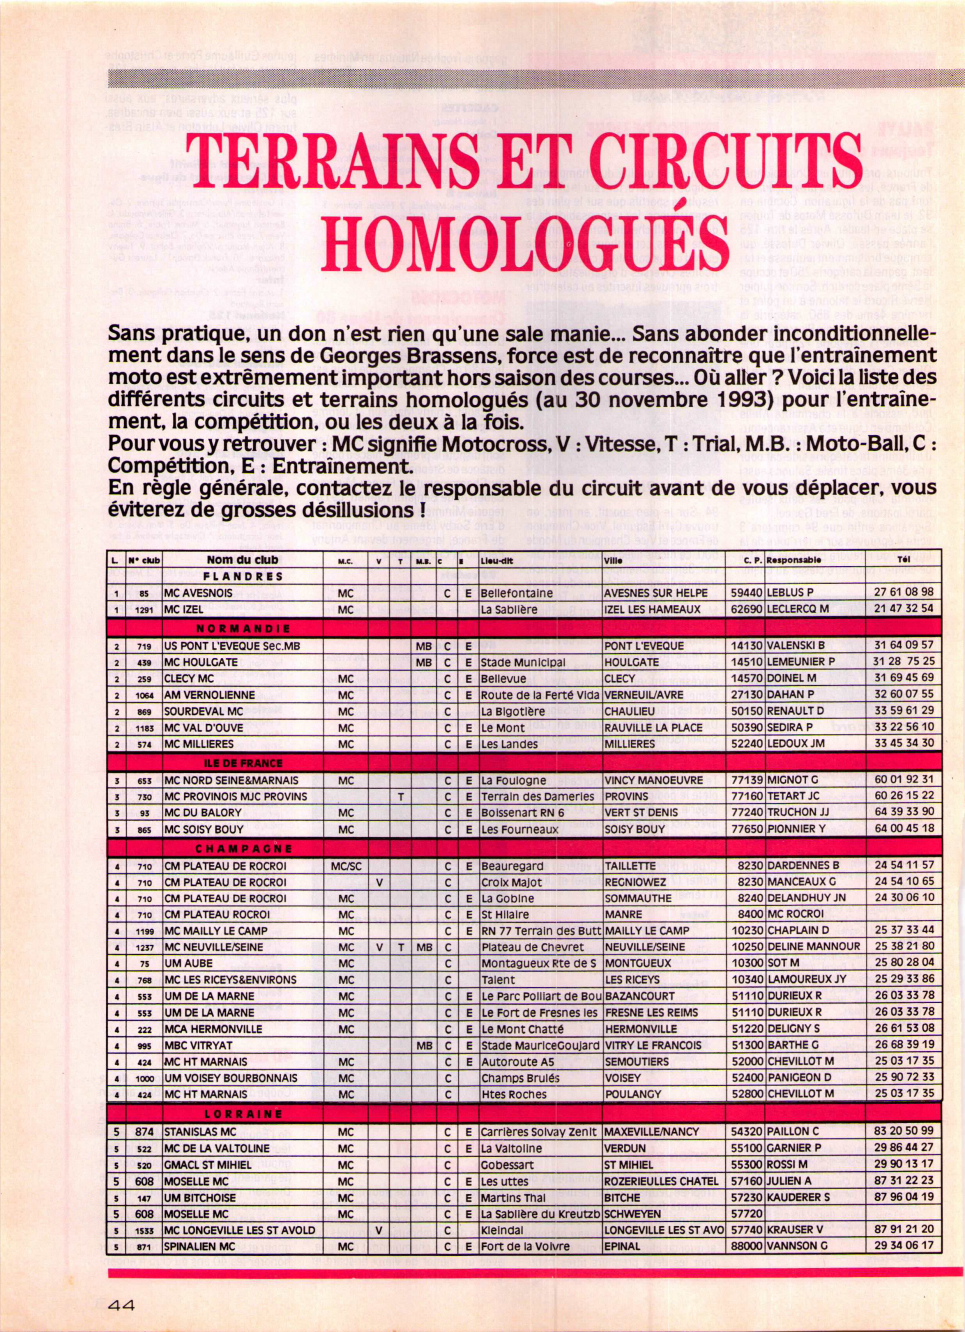 TERRAINS ET CIRCUITS
HOMOLOGUÉS
Sans pratique, un don n'est rien qu'une sale manie... Sans abonder inconditionnelle-
ment dans le sens de Georges Brassens, force est de reconnaître que l'entraînement
moto est extrêmement important hors saison des courses... Où aller ? Voici la liste des
différents circuits et terrains homologués (au 30 novembre 1993) pour l'entraîne-
ment, la compétition, ou les deux à la fois.
Pour vous y retrouver : MC signifie Motocross, V : Vitesse, T : Trial, M.B. : Moto-Ball, C :
Compétition, E : Entraînement.
En règle générale, contactez le responsable du circuit avant de vous déplacer, vous
éviterez de grosses désillusions !
L. N° club Nom du club M.C. V T M.B. C E Lieu-dit Ville C. P. Responsable Tél
FLANDRES
1 85 MC AVESNOIS MC C E Bellefontaine AVESNES SUR HELPE 59440 LEBLUS P 27 61 08 98
1 1291 MC IZEL MC La Sablière IZEL LES HAMEAUX 62690 LECLERCQ M 21 47 32 54
NORMANDIE
2 719 US PONT L'EVEQUE Sec.MB MB C E PONT L'EVEQUE 14130 VALENSKI B 31 64 09 57
2 439 MC HOULGATE MB C E Stade Municipal HOULGATE 14510 LEMEUNIER P 31 28 75 25
2 259 CLECY MC MC C E Bellevue CLECY 14570 DOINEL M 31 69 45 69
2 1064 AM VERNOLIENNE MC C E Route de la Ferté Vida VERNEUIL/AVRE 27130 DAHAN P 32 60 07 55
2 869 SOURDEVAL MC MC C La Bigotière CHAULIEU 50150 RENAULT D 33 59 61 29
2 1183 MC VAL D'OUVE MC C E Le Mont RAUVILLE LA PLACE 50390 SEDIRA P 33 22 56 10
2 574 MC MILLIERES MC C E Les Landes MILLIERES 52240 LEDOUX JM 33 45 34 30
ILE DE FRANCE
3 653 MC NORD SEINE&MARNAIS MC C E La Foulogne VINCY MANOEUVRE 77139 MIGNOT G 60 01 92 31
3 730 MC PROVINOIS MJC PROVINS T C E Terrain des Dameries PROVINS 77160 TETART JC 60 26 15 22
3 93 MC DU BALORY MC C E Boissenart RN 6 VERT ST DENIS 77240 TRUCHON JJ 64 39 33 90
3 865 MC SOISY BOUY MC C E Les Fourneaux SOISY BOUY 77650 PIONNIER Y 64 00 45 18
CHAMPAGNE
4 710 CM PLATEAU DE ROCROI MC/SC C E Beauregard TAILLETTE 8230 DARDENNES B 24 54 11 57
4 710 CM PLATEAU DE ROCROI V C Croix Majot REGNIOWEZ 8230 MANCEAUX G 24 54 10 65
4 710 CM PLATEAU DE ROCROI MC C E La Gobine SOMMAUTHE 8240 DELANDHUY JN 24 30 06 10
4 710 CM PLATEAU ROCROI MC C E St Hilaire MANRE 8400 MC ROCROI
4 1199 MC MAILLY LE CAMP MC C E RN 77 Terrain des Butt MAILLY LE CAMP 10230 CHAPLAIN D 25 37 33 44
4 1237 MC NEUVILLE/SEINE MC V T MB C Plateau de Chevret NEUVILLE/SEINE 10250 DELINE MANNOUR 25 38 21 80
4 75 UM AUBE MC C Montagueux Rte de S MONTGUEUX 10300 SOT M 25 80 28 04
4 768 MC LES RICEYS&ENVIRONS MC C Talent LES RICEYS 10340 LAMOUREUX JY 25 29 33 86
4 553 UM DE LA MARNE MC C E Le Parc Polliart de Bou BAZANCOURT 51110 DURIEUX R 26 03 33 78
4 553 UM DE LA MARNE MC C E Le Fort de Fresnes les FRESNE LES REIMS 51110 DURIEUX R 26 03 33 78
4 222 MCA HERMONVILLE MC C E Le Mont Chatté HERMONVILLE 51220 DELIGNY S 26 61 53 08
4 995 MBC VITRYAT MB C E Stade MauriceGoujard VITRY LE FRANCOIS 51300 BARTHE G 26 68 39 19
4 424 MC HT MARNAIS MC C E Autoroute A5 SEMOUTIERS 52000 CHEVILLOT M 25 03 17 35
4 1000 UM VOISEY BOURBONNAIS MC C Champs Brulés VOISEY 52400 PANIGEON D 25 90 72 33
4 424 MC HT MARNAIS MC C Htes Roches POULANGY 52800 CHEVILLOT M 25 03 17 35
LORRAINE
5 874 STANISLAS MC MC C E Carrières Solvay Zenit MAXEVILLE/NANCY 54320 PAILLON C 83 20 50 99
5 522 MC DE LA VALTOLINE MC C E La Valtoline VERDUN 55100 GARNIER P 29 86 44 27
5 520 GMACL ST MIHIEL MC C Gobessart ST MIHIEL 55300 ROSSI M 29 90 13 17
5 608 MOSELLE MC MC C E Les uttes ROZERIEULLES CHATEL 57160 JULIEN A 87 31 22 23
5 147 UM BITCHOISE MC C E Martins Thal BITCHE 57230 KAUDERER S 87 96 04 19
5 608 MOSELLE MC MC C E La Sablière du Kreutzb SCHWEYEN 57720
5 1533 MC LONGEVILLE LES ST AVOLD V C Kleindal LONGEVILLE LES ST AVO 57740 KRAUSER V 87 91 21 20
5 871 SPINALIEN MC MC C E Fort de la Voivre EPINAL 88000 VANNSON G 29 34 06 17
44